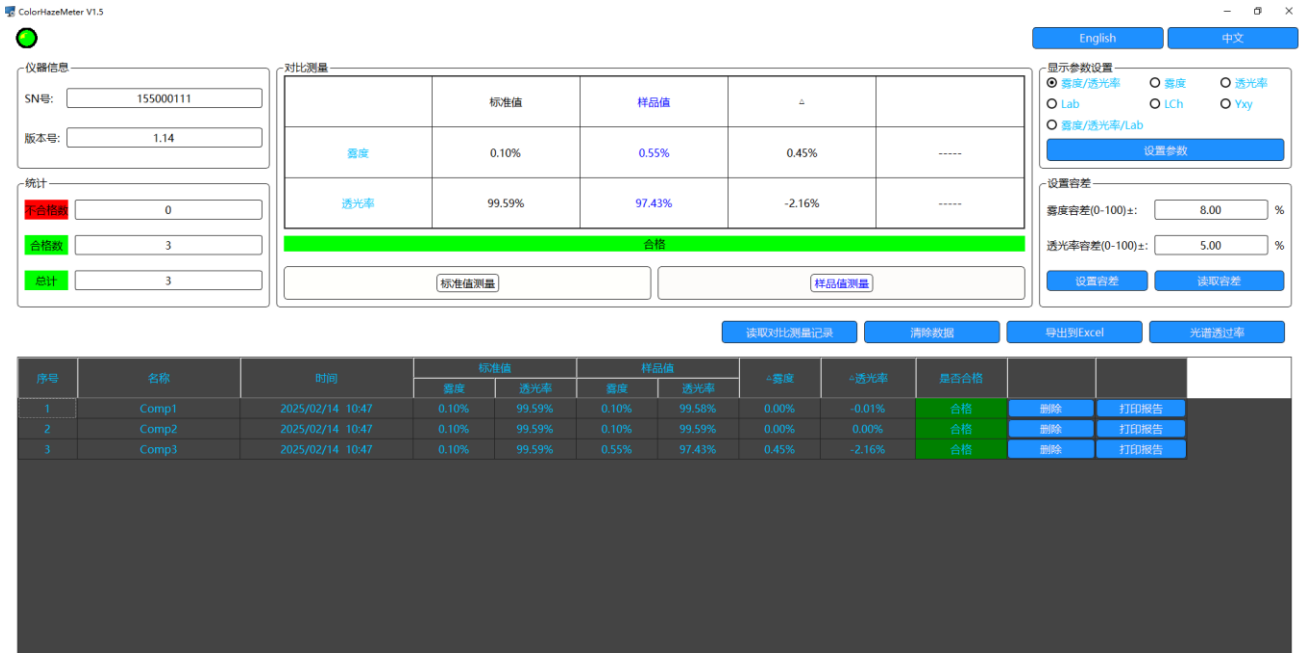 ColorHazeMeter V1.5
English 中文
仪器信息
SN号: 155000111
版本号: 1.14
统计
不合格数 0
合格数 3
总计 3
对比测量
标准值 样品值 △
雾度 0.10% 0.55% 0.45% -----
透光率 99.59% 97.43% -2.16% -----
合格
标准值测量 样品值测量
显示参数设置
雾度/透光率 雾度 透光率
Lab LCh Yxy
雾度/透光率/Lab
设置参数
设置容差
雾度容差(0-100)±: 8.00 %
透光率容差(0-100)±: 5.00 %
设置容差 读取容差
读取对比测量记录 清除数据 导出到Excel 光谱透过率
序号 名称 时间 标准值 样品值 △雾度 △透光率 是否合格
雾度 透光率 雾度 透光率
1 Comp1 2025/02/14 10:47 0.10% 99.59% 0.10% 99.58% 0.00% -0.01% 合格 删除 打印报告
2 Comp2 2025/02/14 10:47 0.10% 99.59% 0.10% 99.59% 0.00% 0.00% 合格 删除 打印报告
3 Comp3 2025/02/14 10:47 0.10% 99.59% 0.55% 97.43% 0.45% -2.16% 合格 删除 打印报告